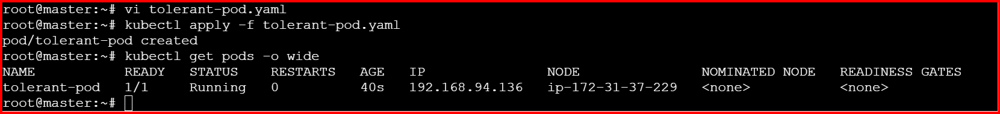 root@master:~# vi tolerant-pod.yaml
root@master:~# kubectl apply -f tolerant-pod.yaml
pod/tolerant-pod created
root@master:~# kubectl get pods -o wide
NAME           READY   STATUS    RESTARTS   AGE   IP               NODE               NOMINATED NODE   READINESS GATES
tolerant-pod   1/1     Running   0          40s   192.168.94.136   ip-172-31-37-229   <none>           <none>
root@master:~#